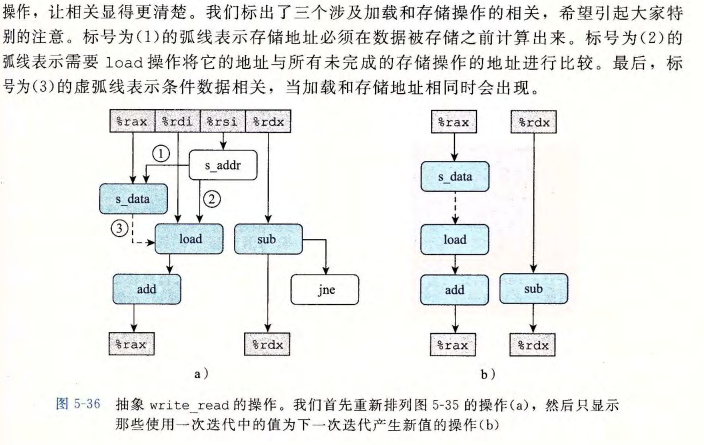 操作，让相关显得更清楚。我们标出了三个涉及加载和存储操作的相关，希望引起大家特
别的注意。标号为(1)的弧线表示存储地址必须在数据被存储之前计算出来。标号为(2)的
弧线表示需要 load 操作将它的地址与所有未完成的存储操作的地址进行比较。最后，标
号为(3)的虚弧线表示条件数据相关，当加载和存储地址相同时会出现。
%rax %rdi %rsi %rdx
%rax %rdx
① s_addr
s_data ②
s_data
③ load sub
load
add jne
add sub
%rax %rdx
%rax %rdx
a）
b）
图 5-36 抽象 write_read 的操作。我们首先重新排列图 5-35 的操作(a)，然后只显示
那些使用一次迭代中的值为下一次迭代产生新值的操作(b)